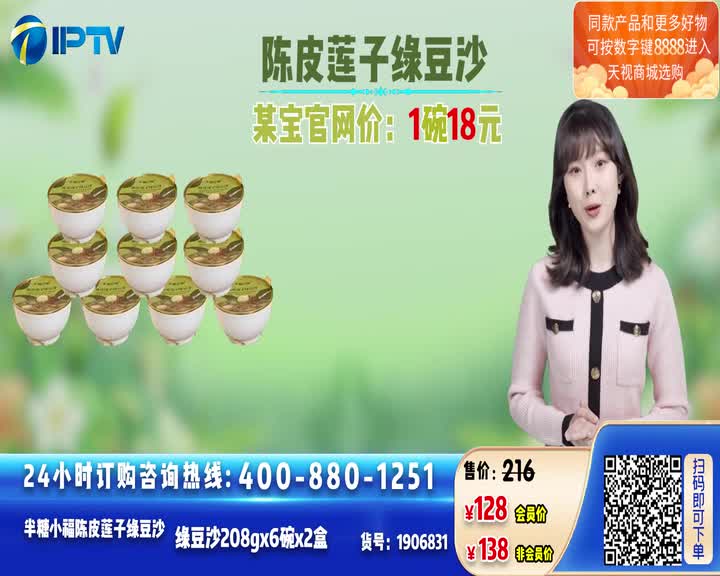 IPTV
同款产品和更多好物
可按数字键8888进入
天视商城选购
陈皮莲子绿豆沙
某宝官网价：1碗18元
24小时订购咨询热线：400-880-1251
半糖小福陈皮莲子绿豆沙
绿豆沙208gx6碗x2盒
货号：1906831
售价：216
¥128 会员价
¥138 非会员价
扫码即可下单